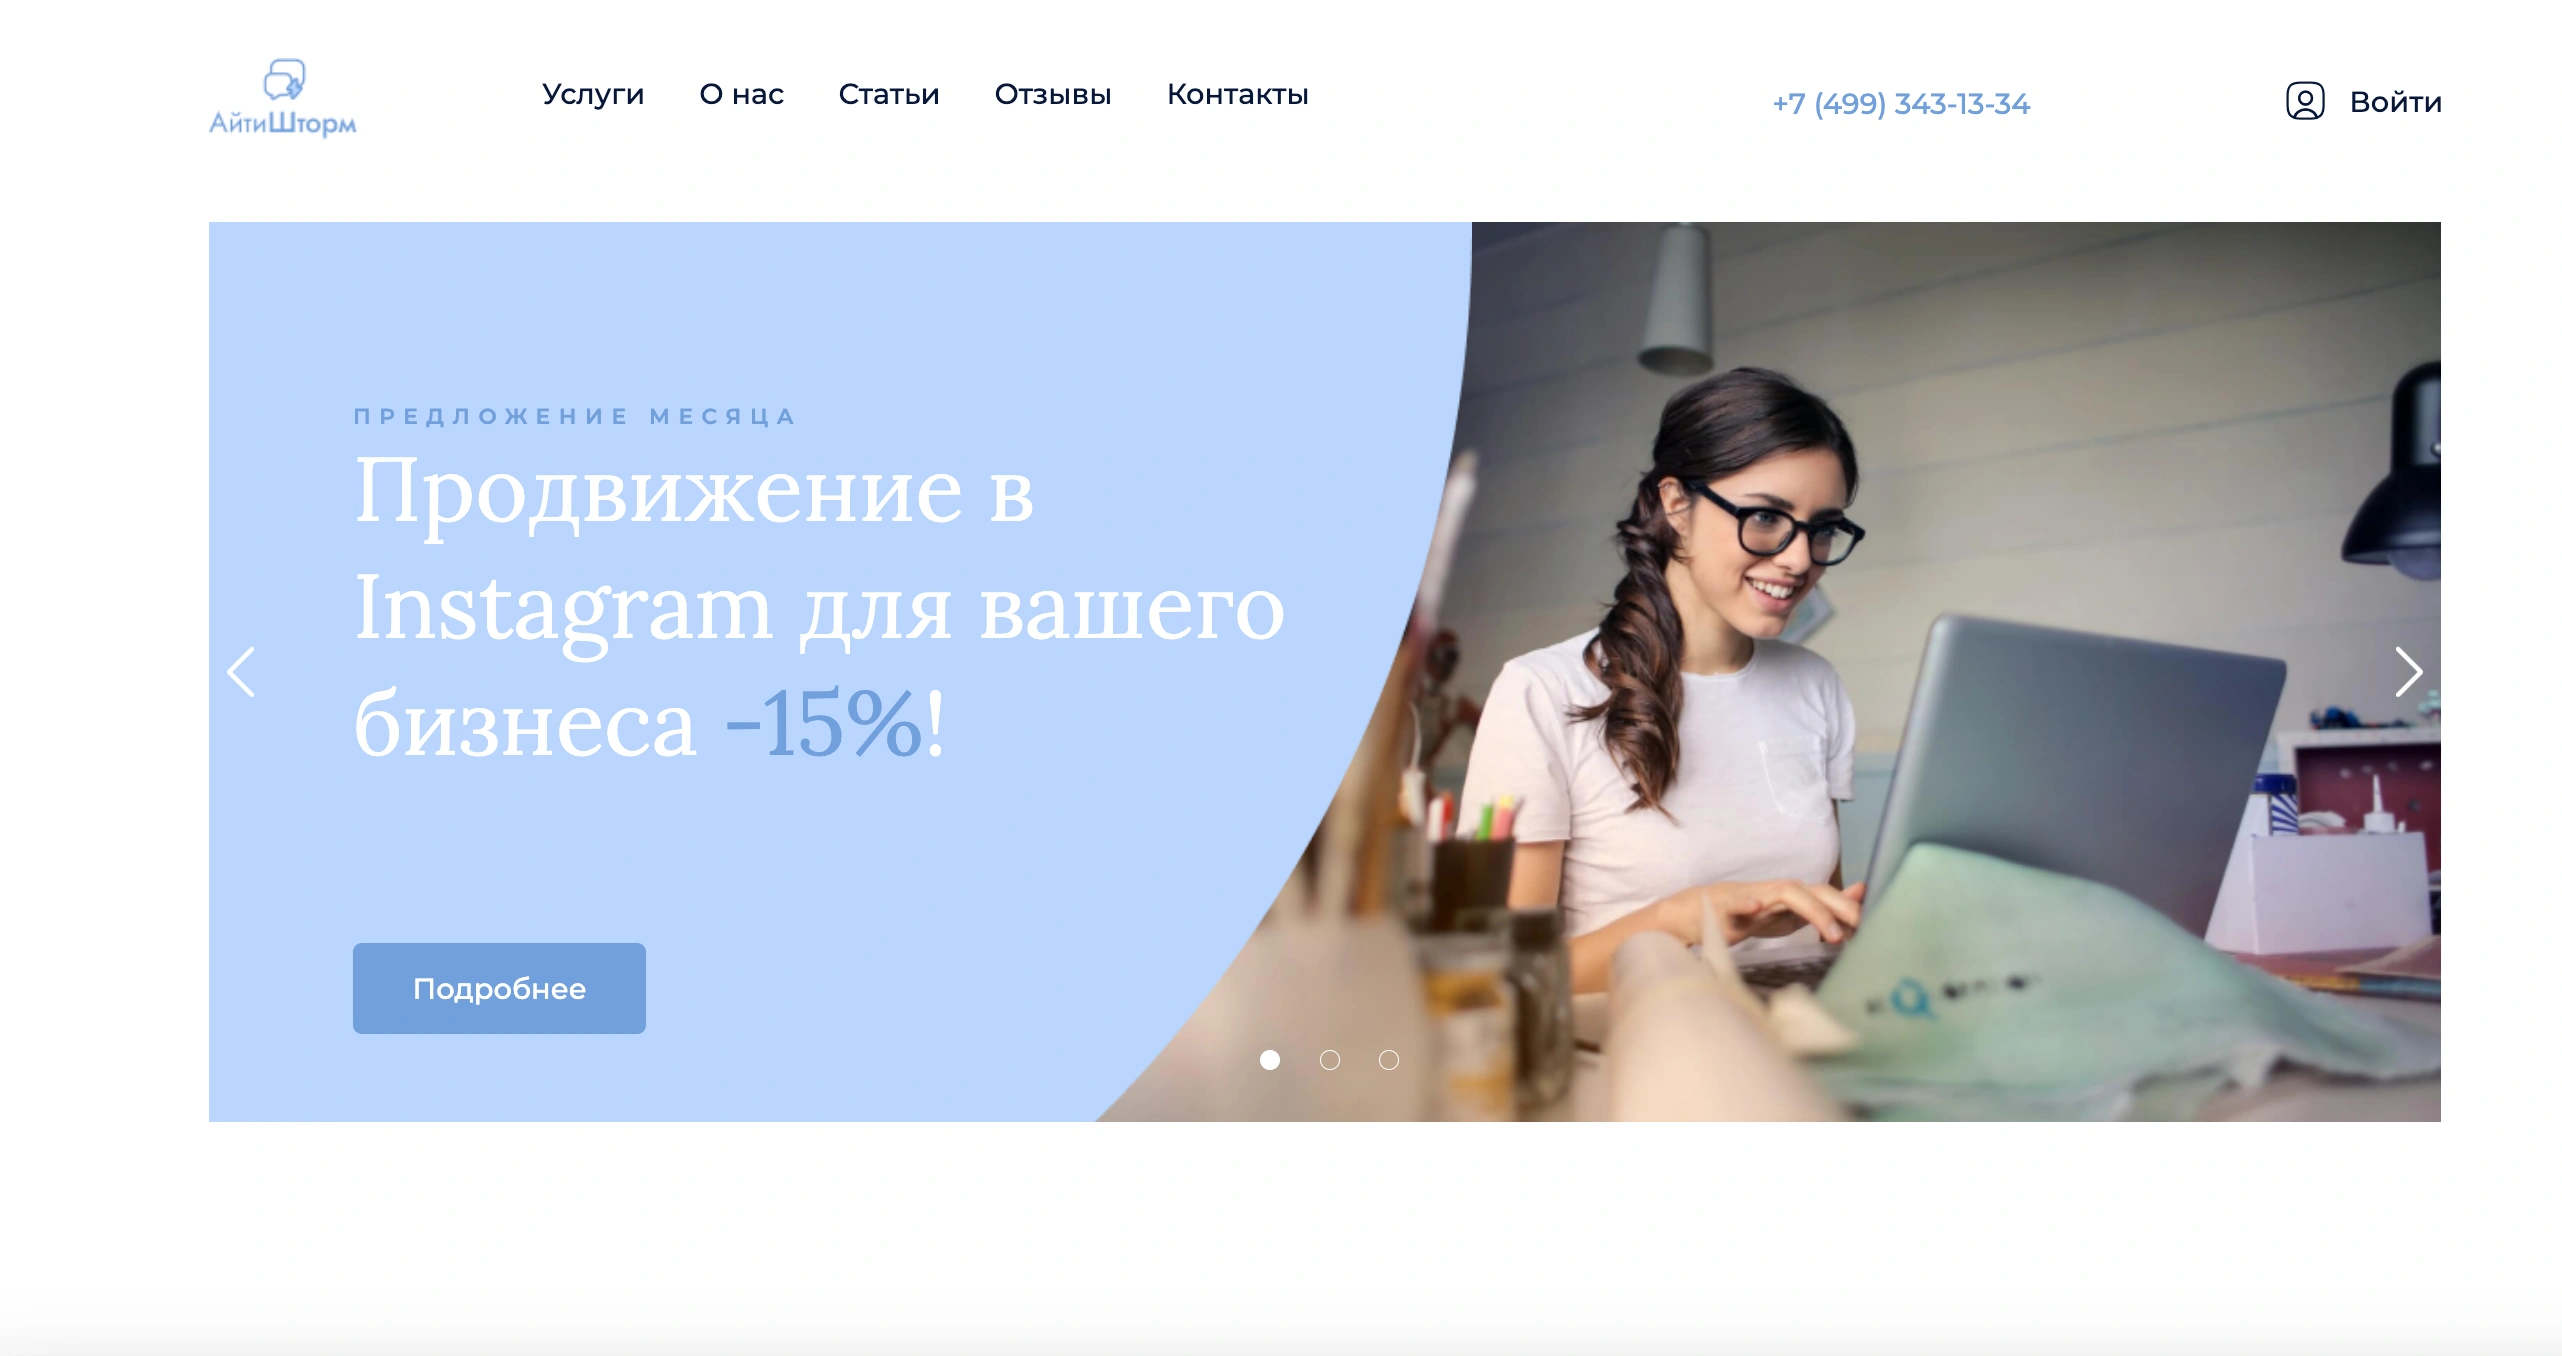 АйтиШторм
Услуги О нас Статьи Отзывы Контакты
+7 (499) 343-13-34
Войти
ПРЕДЛОЖЕНИЕ МЕСЯЦА
Продвижение в
Instagram для вашего
бизнеса -15%!
Подробнее